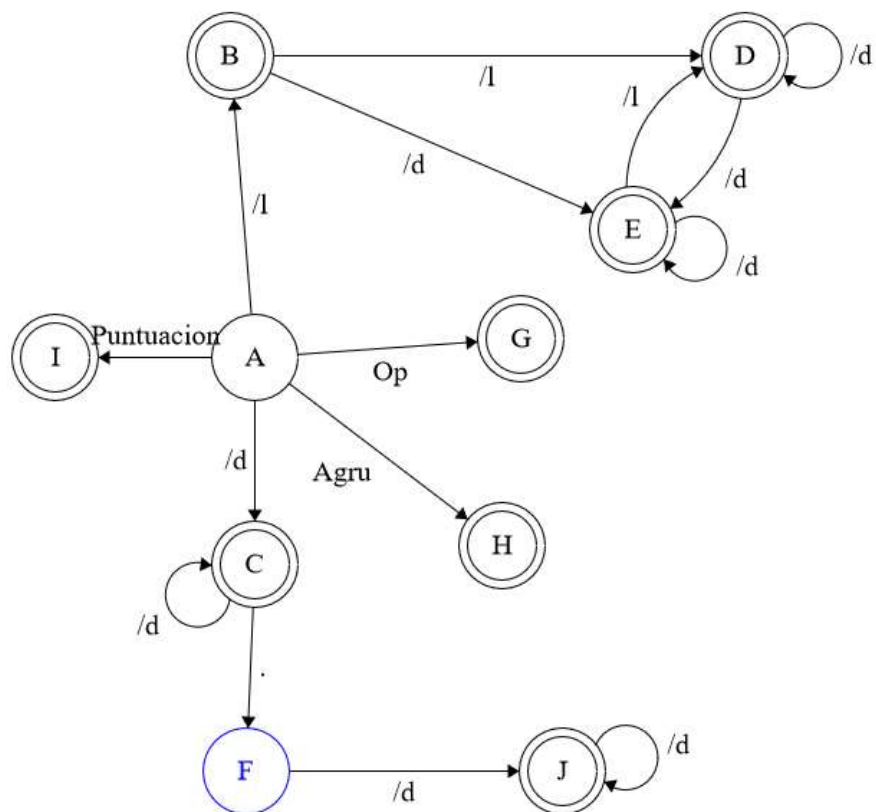 B
D
/d
/l
/l
/d
/d
E
/l
/d
Puntuacion
I
A
G
Op
/d
Agru
H
C
/d
.
F
J
/d
/d